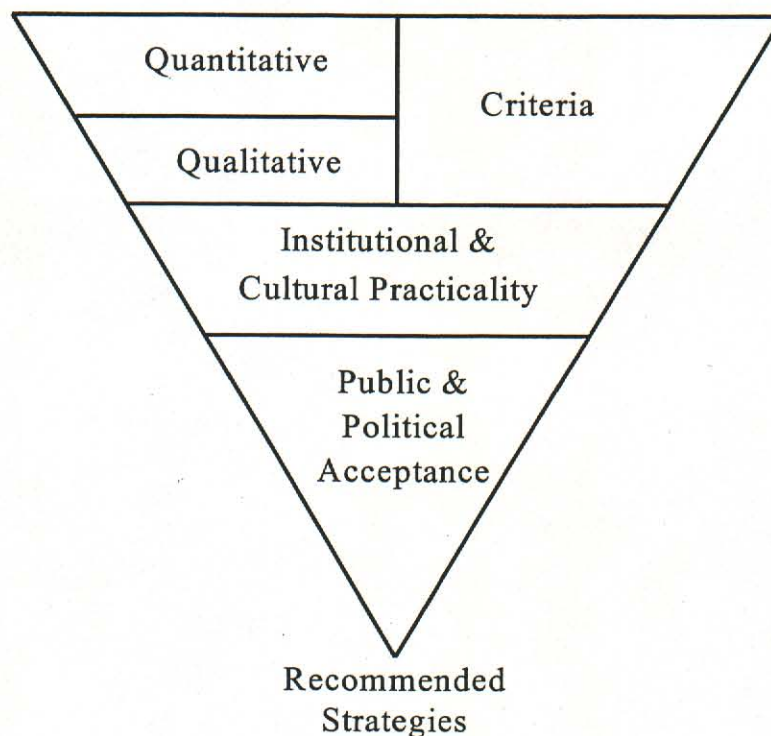 Quantitative
Criteria
Qualitative
Institutional &
Cultural Practicality
Public &
Political
Acceptance
Recommended
Strategies